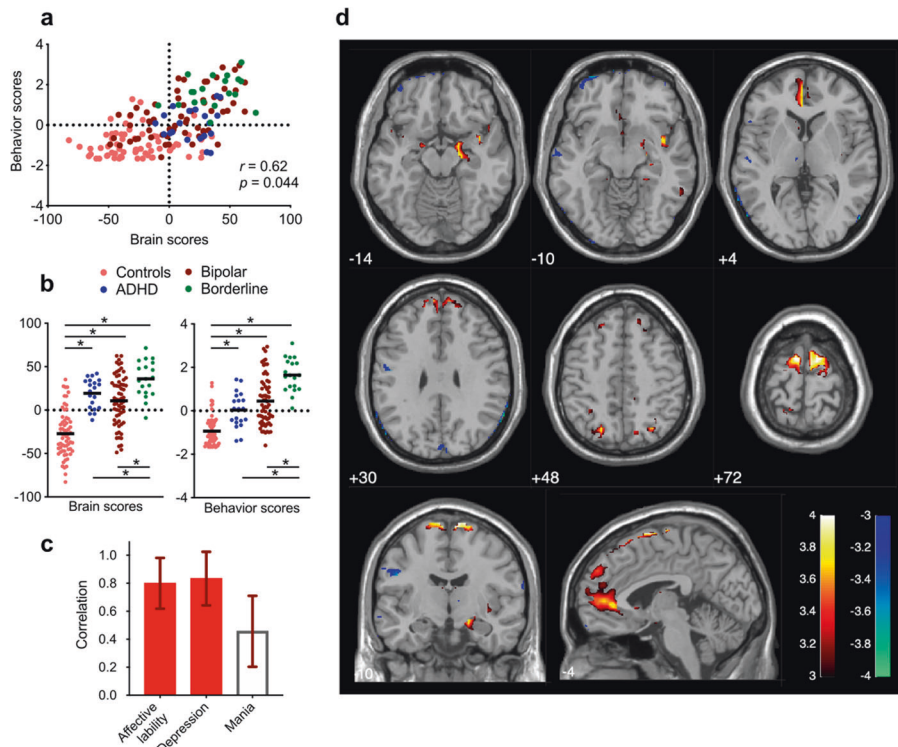 a
4
2
0
-2
-4
Behavior scores
r = 0.62
p = 0.044
-100
-50
0
50
100
Brain scores
b
Controls
Bipolar
ADHD
Borderline
100
50
0
-50
-100
* * * * *
Brain scores
4
2
0
-2
-4
* * * * *
Behavior scores
c
Correlation
1.0
0.8
0.6
0.4
0.8
0.0
Affective
lability
Depression
Mania
d
-14
-10
+4
+30
+48
+72
10
-4
4
3.8
3.6
3.4
3.2
3
-3
-3.2
-3.4
-3.6
-3.8
-4